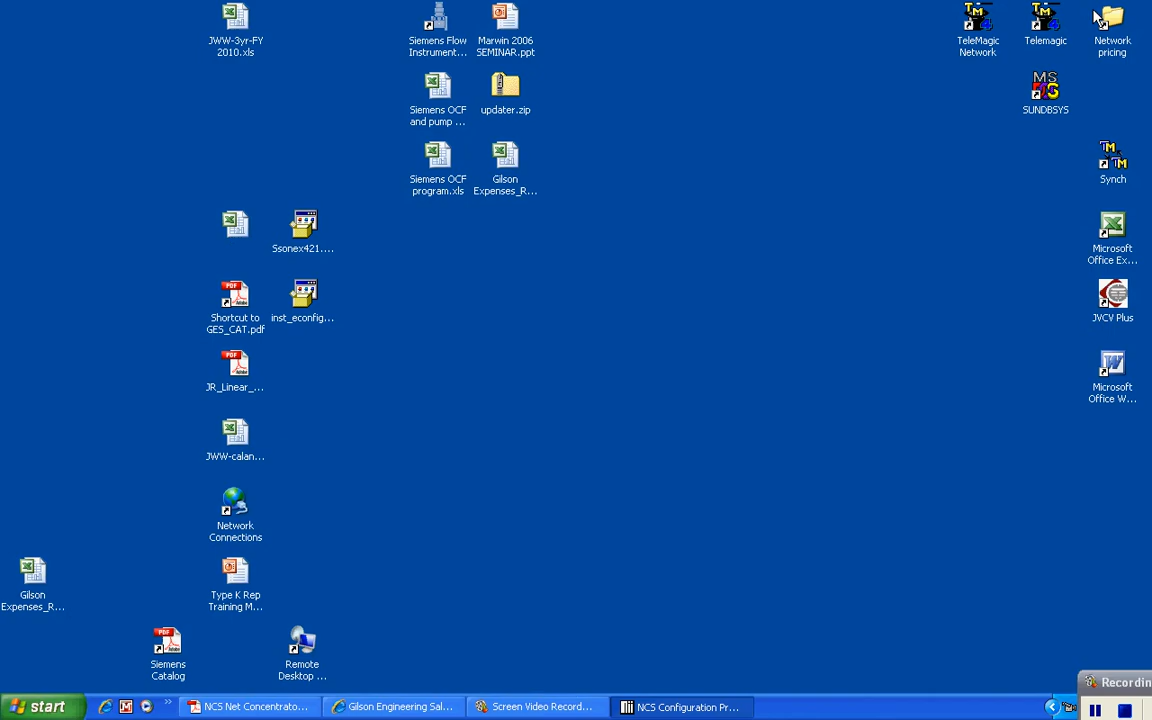 JWW-3yr-FY
2010.xls
Siemens Flow
Instrument...
Marwin 2006
SEMINAR.ppt
TeleMagic
Network
Telemagic
Network
pricing
Siemens OCF
and pump ...
updater.zip
MS
SUNDBSYS
Siemens OCF
program.xls
Gilson
Expenses_R...
Synch
Ssonex421....
Microsoft
Office Ex...
Shortcut to
GES_CAT.pdf
inst_econfig...
JVCV Plus
JR_Linear_...
Microsoft
Office W...
JWW-calan...
Network
Connections
Gilson
Expenses_R...
Type K Rep
Training M...
Siemens
Catalog
Remote
Desktop ...
Recordin
start
NCS Net Concentrato...
Gilson Engineering Sal...
Screen Video Record...
NCS Configuration Pr...